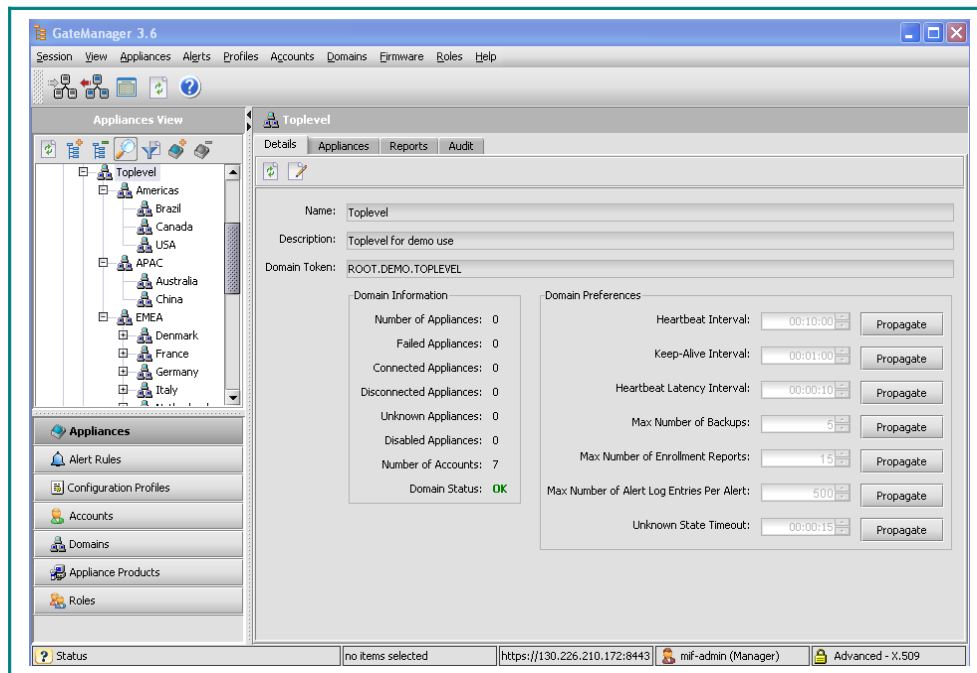 GateManager 3.6
Session View Appliances Alerts Profiles Accounts Domains Firmware Roles Help
Appliances View
Toplevel
Americas
Brazil
Canada
USA
APAC
Australia
China
EMEA
Denmark
France
Germany
Italy
Appliances
Alert Rules
Configuration Profiles
Accounts
Domains
Appliance Products
Roles
Toplevel
Details Appliances Reports Audit
Name: Toplevel
Description: Toplevel for demo use
Domain Token: ROOT.DEMO.TOPLEVEL
Domain Information
Number of Appliances: 0
Failed Appliances: 0
Connected Appliances: 0
Disconnected Appliances: 0
Unknown Appliances: 0
Disabled Appliances: 0
Number of Accounts: 7
Domain Status: OK
Domain Preferences
Heartbeat Interval: 00:10:00 Propagate
Keep-Alive Interval: 00:01:00 Propagate
Heartbeat Latency Interval: 00:00:10 Propagate
Max Number of Backups: 5 Propagate
Max Number of Enrollment Reports: 15 Propagate
Max Number of Alert Log Entries Per Alert: 500 Propagate
Unknown State Timeout: 00:00:15 Propagate
Status no items selected https://130.226.210.172:8443 mif-admin (Manager) Advanced - X.509